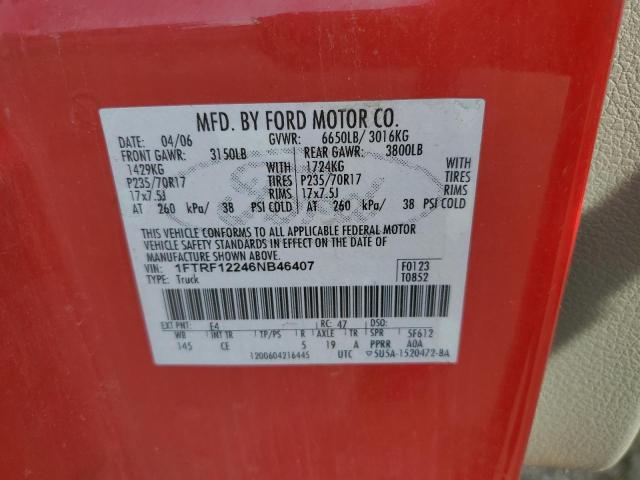 MFD. BY FORD MOTOR CO.
DATE: 04/06 GVWR: 6650LB/ 3016KG
FRONT GAWR: 3150LB REAR GAWR: 3800LB
1429KG WITH 1724KG WITH
P235/70R17 TIRES P235/70R17 TIRES
17x7.5J RIMS 17x7.5J RIMS
AT 260 kPa/ 38 PSI COLD AT 260 kPa/ 38 PSI COLD
THIS VEHICLE CONFORMS TO ALL APPLICABLE FEDERAL MOTOR
VEHICLE SAFETY STANDARDS IN EFFECT ON THE DATE OF
MANUFACTURE SHOWN ABOVE.
VIN: 1FTRF12246NB46407 F0123
TYPE: Truck T0852
EXT PNT: E4 RC: 47 DSO:
WB INT TR TP/PS R AXLE TR SPR 5F612
145 CE 5 19 A PPRR A0A
1200604216445 UTC 5U5A-1520472-BA